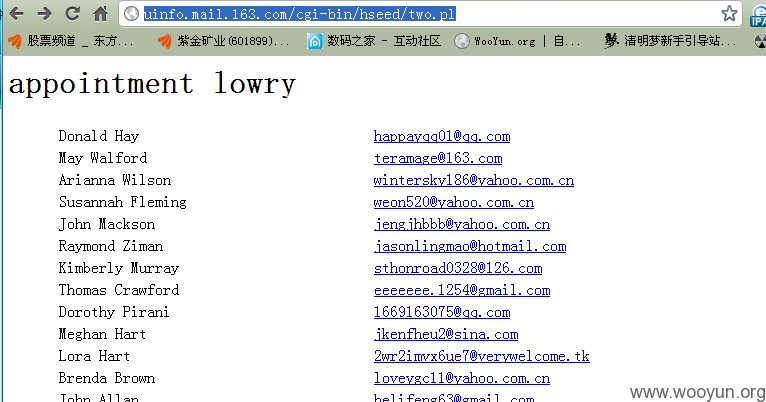 uinfo.mail.163.com/cgi-bin/hseed/two.pl
股票频道 _ 东方... 紫金矿业(601899)... 数码之家 - 互动社区 WooYun.org | 自... 清明梦新手引导站...
appointment lowry
Donald Hay happayqq01@qq.com
May Walford teramage@163.com
Arianna Wilson wintersky186@yahoo.com.cn
Susannah Fleming weon520@yahoo.com.cn
John Mackson jengjhbbb@yahoo.com.cn
Raymond Ziman jasonlingmao@hotmail.com
Kimberly Murray sthonroad0328@126.com
Thomas Crawford eeeeeee.1254@gmail.com
Dorothy Pirani 1669163075@qq.com
Meghan Hart jkenfheu2@sina.com
Lora Hart 2wr2imvx6ue7@verywelcome.tk
Brenda Brown loveygc11@yahoo.com.cn
John Allan helifeng63@gmail.com
www.wooyun.org